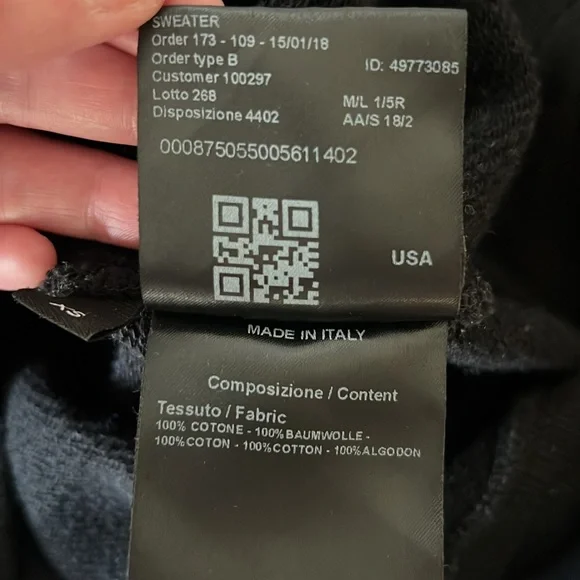 SWEATER
Order 173 - 109 - 15/01/18
Order type B
ID: 49773085
Customer 100297
Lotto 268
M/L 1/5R
Disposizione 4402
AA/S 18/2
000875055005611402
USA
XS
MADE IN ITALY
Composizione / Content
Tessuto / Fabric
100% COTONE - 100%BAUMWOLLE -
100%COTON - 100%COTTON - 100%ALGODON